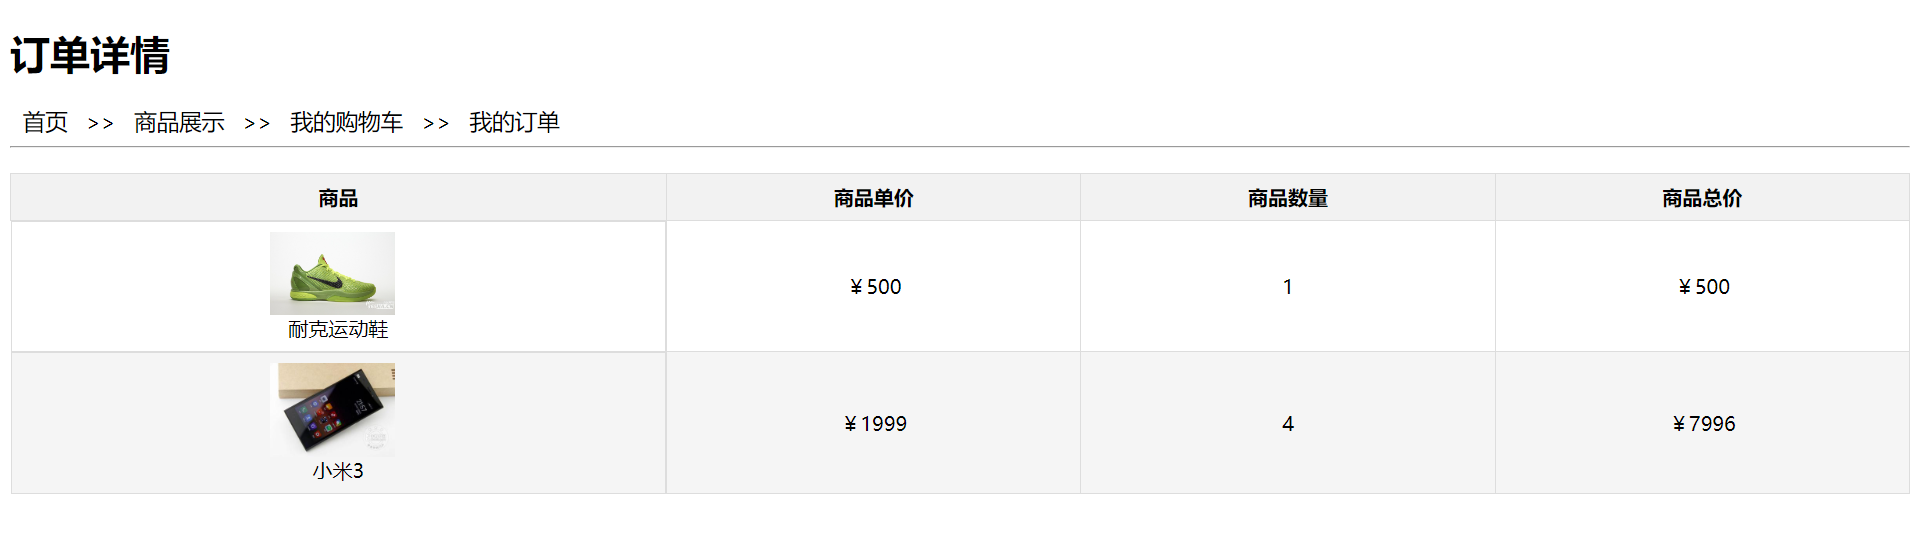 订单详情
首页 >> 商品展示 >> 我的购物车 >> 我的订单
商品 商品单价 商品数量 商品总价
耐克运动鞋 ¥500 1 ¥500
小米3 ¥1999 4 ¥7996